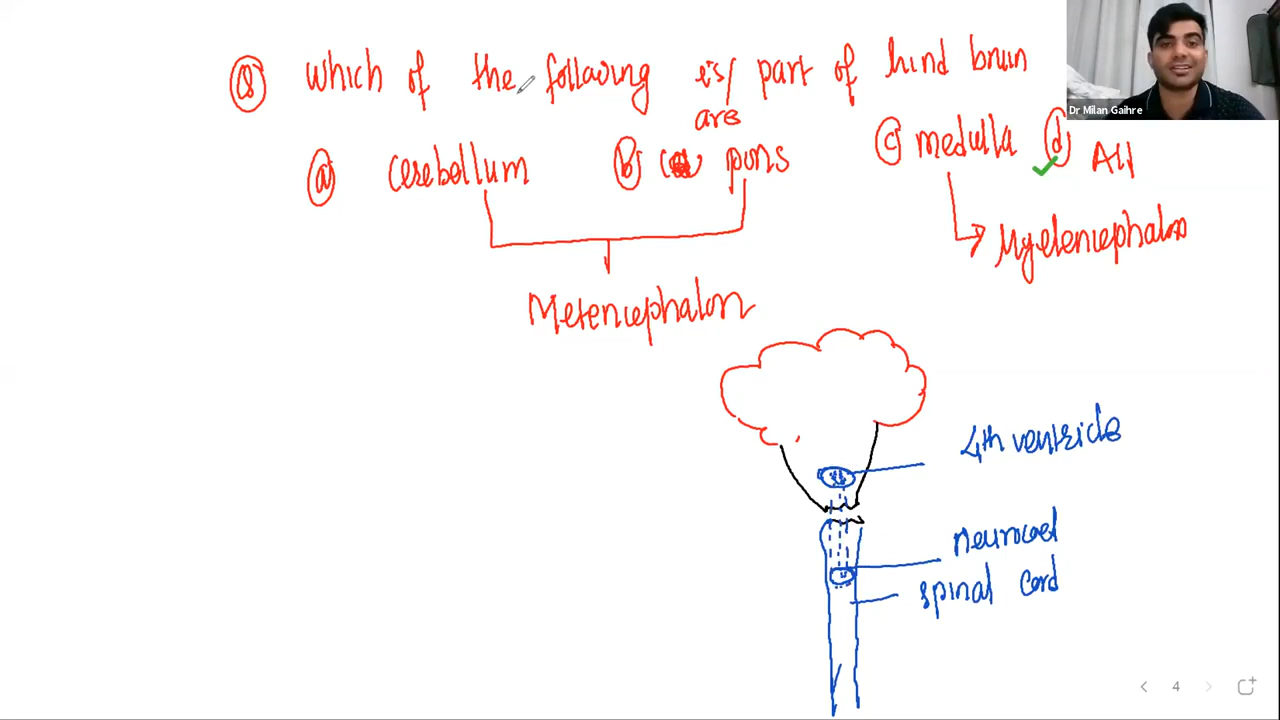 Q which of the following is/ part of hind brain
are
Dr Milan Gaihre
a cerebellum b pons c medulla d All
Metencephalon
Myelencephalon
4th ventricle
neurocoel
spinal cord
4